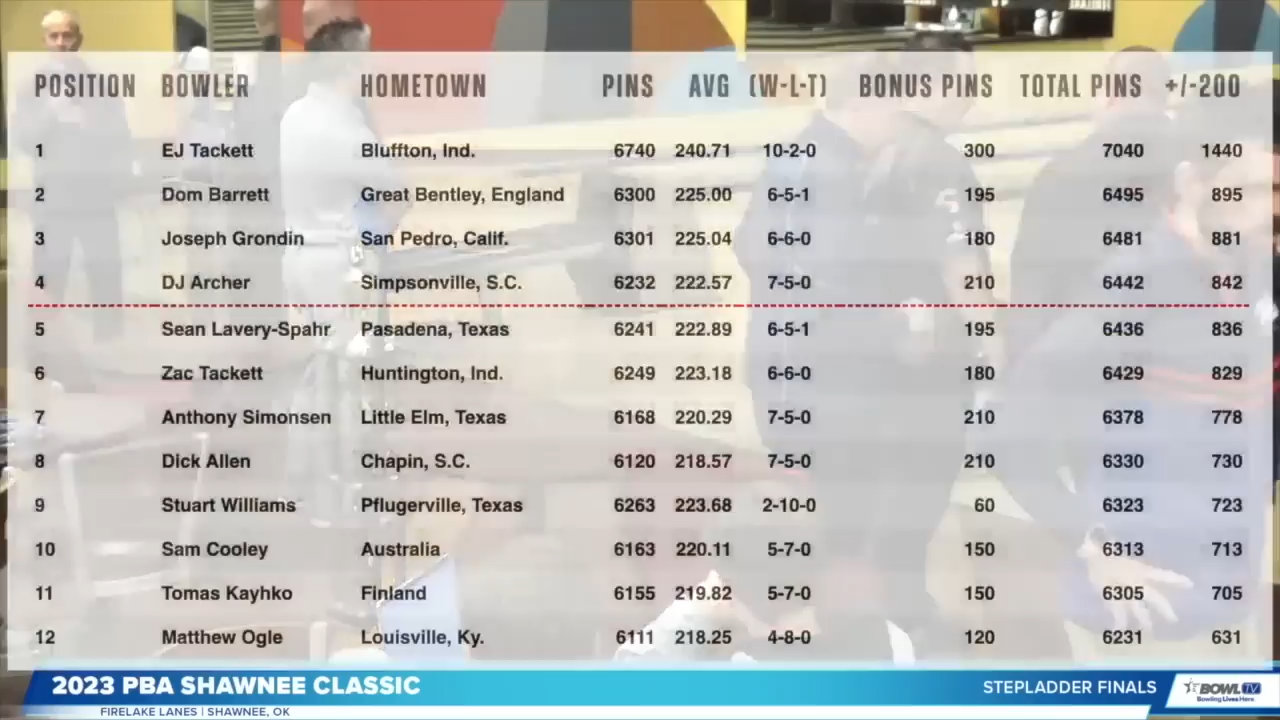 POSITION BOWLER HOMETOWN PINS AVG (W-L-T) BONUS PINS TOTAL PINS +/-200
1 EJ Tackett Bluffton, Ind. 6740 240.71 10-2-0 300 7040 1440
2 Dom Barrett Great Bentley, England 6300 225.00 6-5-1 195 6495 895
3 Joseph Grondin San Pedro, Calif. 6301 225.04 6-6-0 180 6481 881
4 DJ Archer Simpsonville, S.C. 6232 222.57 7-5-0 210 6442 842
5 Sean Lavery-Spahr Pasadena, Texas 6241 222.89 6-5-1 195 6436 836
6 Zac Tackett Huntington, Ind. 6249 223.18 6-6-0 180 6429 829
7 Anthony Simonsen Little Elm, Texas 6168 220.29 7-5-0 210 6378 778
8 Dick Allen Chapin, S.C. 6120 218.57 7-5-0 210 6330 730
9 Stuart Williams Pflugerville, Texas 6263 223.68 2-10-0 60 6323 723
10 Sam Cooley Australia 6163 220.11 5-7-0 150 6313 713
11 Tomas Kayhko Finland 6155 219.82 5-7-0 150 6305 705
12 Matthew Ogle Louisville, Ky. 6111 218.25 4-8-0 120 6231 631
2023 PBA SHAWNEE CLASSIC STEPLADDER FINALS BOWLTV
Bowling Lives Here.
FIRELAKE LANES | SHAWNEE, OK